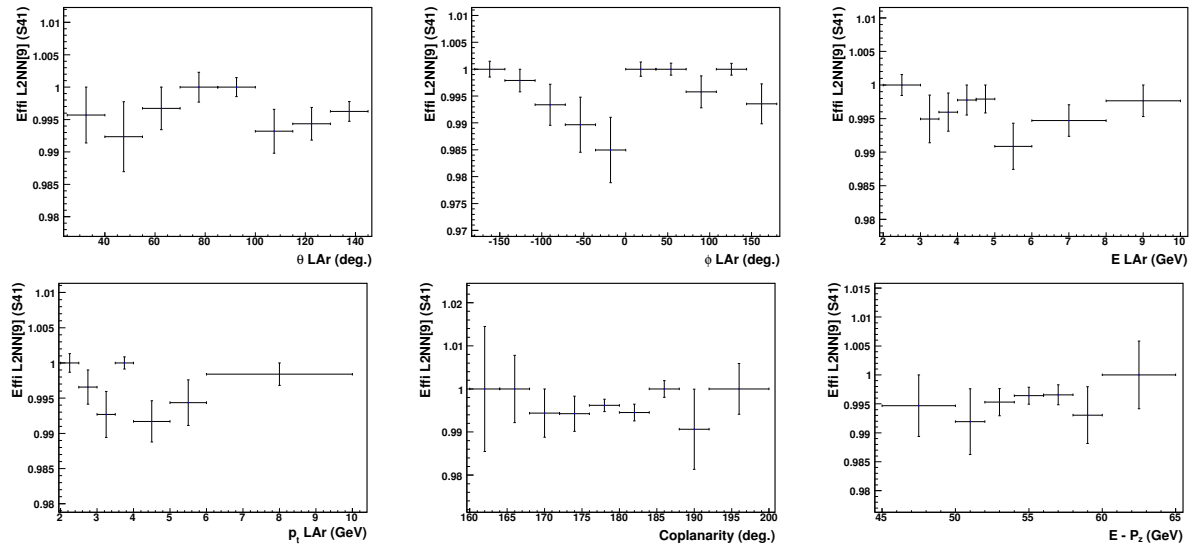 Effi L2NN[9] (S41)
1.01
1.005
1
0.995
0.99
0.985
0.98
40 60 80 100 120 140
θ LAr (deg.)
Effi L2NN[9] (S41)
1.01
1.005
1
0.995
0.99
0.985
0.98
0.975
0.97
-150 -100 -50 0 50 100 150
ϕ LAr (deg.)
Effi L2NN[9] (S41)
1.01
1.005
1
0.995
0.99
0.985
0.98
2 3 4 5 6 7 8 9 10
E LAr (GeV)
Effi L2NN[9] (S41)
1.01
1.005
1
0.995
0.99
0.985
0.98
2 3 4 5 6 7 8 9 10
pt LAr (GeV)
Effi L2NN[9] (S41)
1.02
1.01
1
0.99
0.98
160 165 170 175 180 185 190 195 200
Coplanarity (deg.)
Effi L2NN[9] (S41)
1.015
1.01
1.005
1
0.995
0.99
0.985
0.98
45 50 55 60 65
E - Pz (GeV)